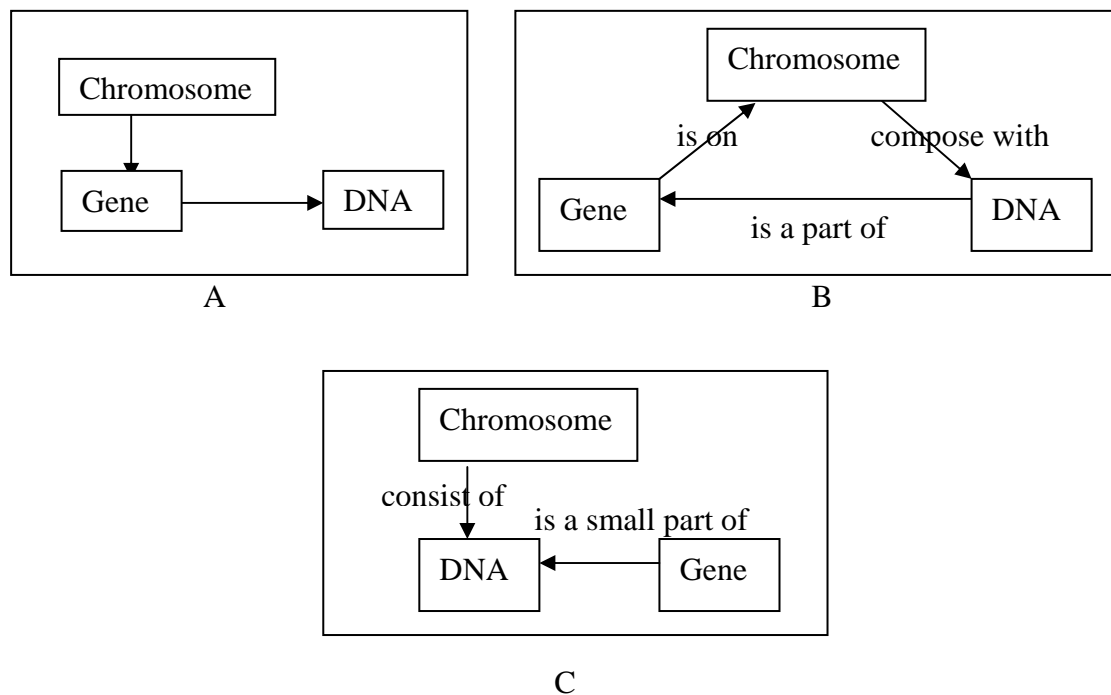 Chromosome
Gene
DNA
A
Chromosome
is on
compose with
Gene
DNA
is a part of
B
Chromosome
consist of
is a small part of
DNA
Gene
C